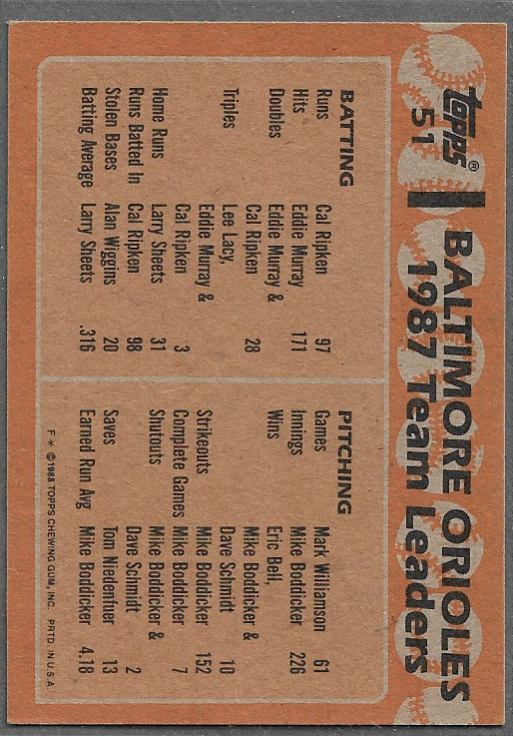 topps®
51
BALTIMORE ORIOLES
1987 Team Leaders
BATTING
Runs Cal Ripken 97
Hits Eddie Murray 171
Doubles Eddie Murray &
Cal Ripken 28
Triples Lee Lacy,
Eddie Murray &
Cal Ripken 3
Home Runs Larry Sheets 31
Runs Batted In Cal Ripken 98
Stolen Bases Alan Wiggins 20
Batting Average Larry Sheets .316
PITCHING
Games Mark Williamson 61
Innings Mike Boddicker 226
Wins Eric Bell,
Mike Boddicker &
Dave Schmidt 10
Strikeouts Mike Boddicker 152
Complete Games Mike Boddicker 7
Shutouts Mike Boddicker &
Dave Schmidt 2
Saves Tom Niedenfuer 13
Earned Run Avg Mike Boddicker 4.18
F * ©1988 TOPPS CHEWING GUM, INC. PRTD. IN U.S.A.